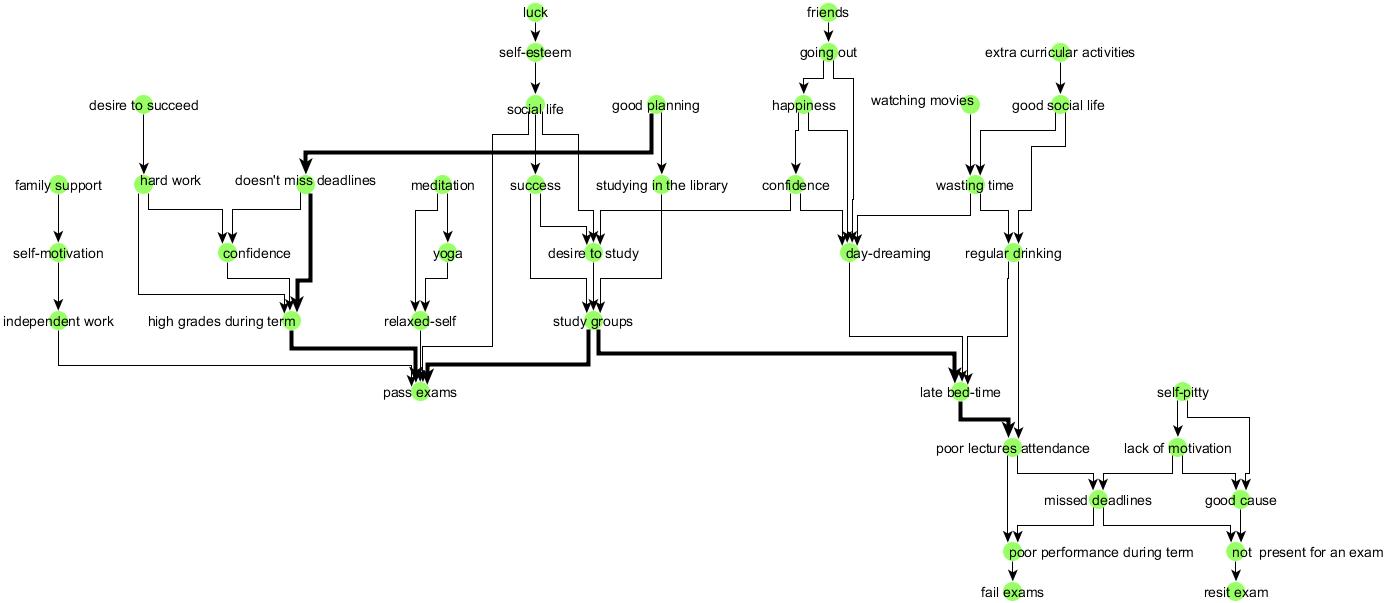 luck
friends
self-esteem
going out
extra curricular activities
desire to succeed
social life
good planning
happiness
watching movies
good social life
family support
hard work
doesn't miss deadlines
meditation
success
studying in the library
confidence
wasting time
self-motivation
confidence
yoga
desire to study
day-dreaming
regular drinking
independent work
high grades during term
relaxed-self
study groups
pass exams
late bed-time
self-pitty
poor lectures attendance
lack of motivation
missed deadlines
good cause
poor performance during term
not present for an exam
fail exams
resit exam